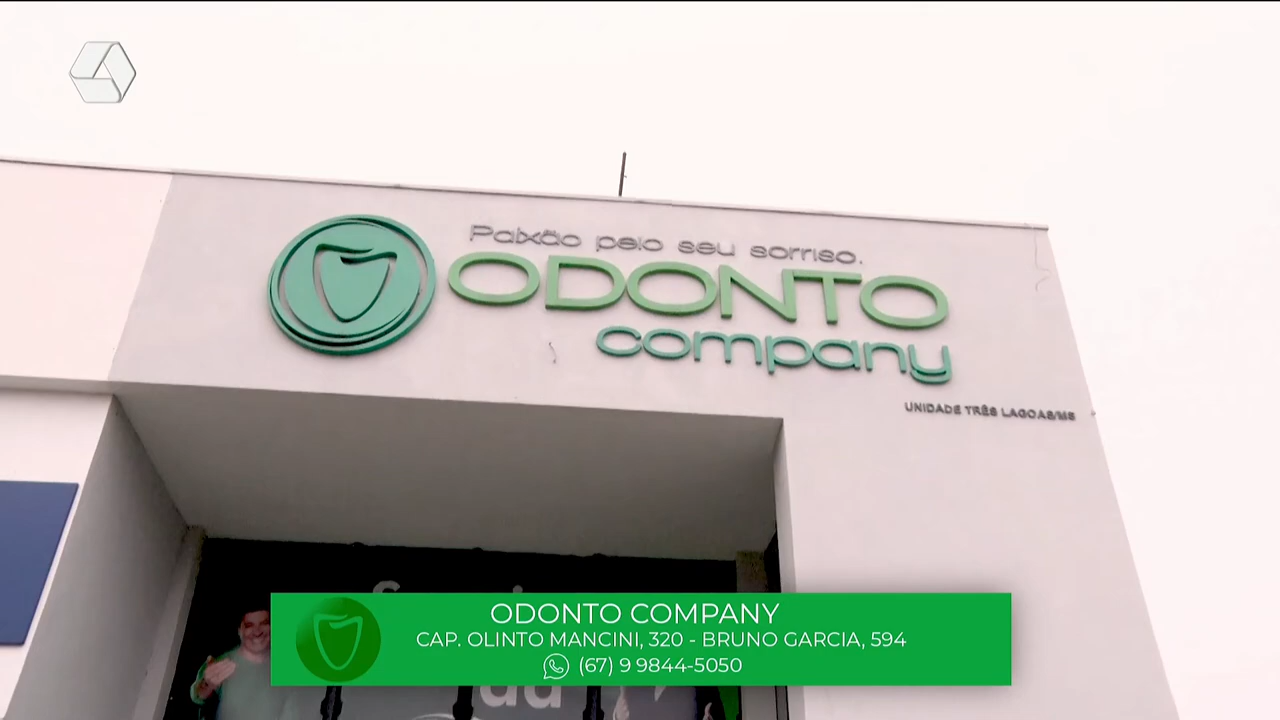 Paixão pelo seu sorriso.
ODONTO
company
UNIDADE TRÊS LAGOAS/MS
ODONTO COMPANY
CAP. OLINTO MANCINI, 320 - BRUNO GARCIA, 594
(67) 9 9844-5050